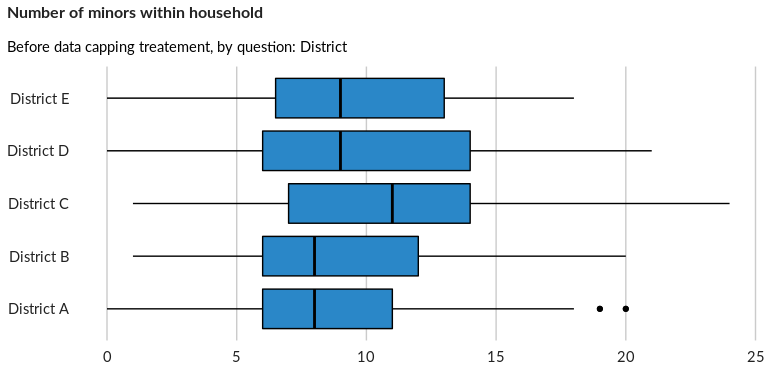 Number of minors within household
Before data capping treatement, by question: District
District E
District D
District C
District B
District A
0 5 10 15 20 25